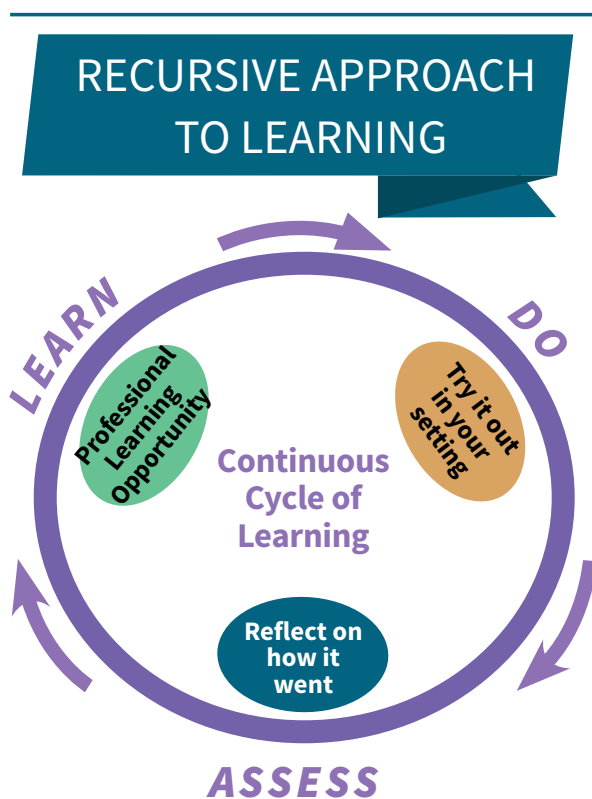 RECURSIVE APPROACH
TO LEARNING
LEARN
DO
Professional
Learning
Opportunity
Try it out
in your
setting
Continuous
Cycle of
Learning
Reflect on
how it
went
ASSESS